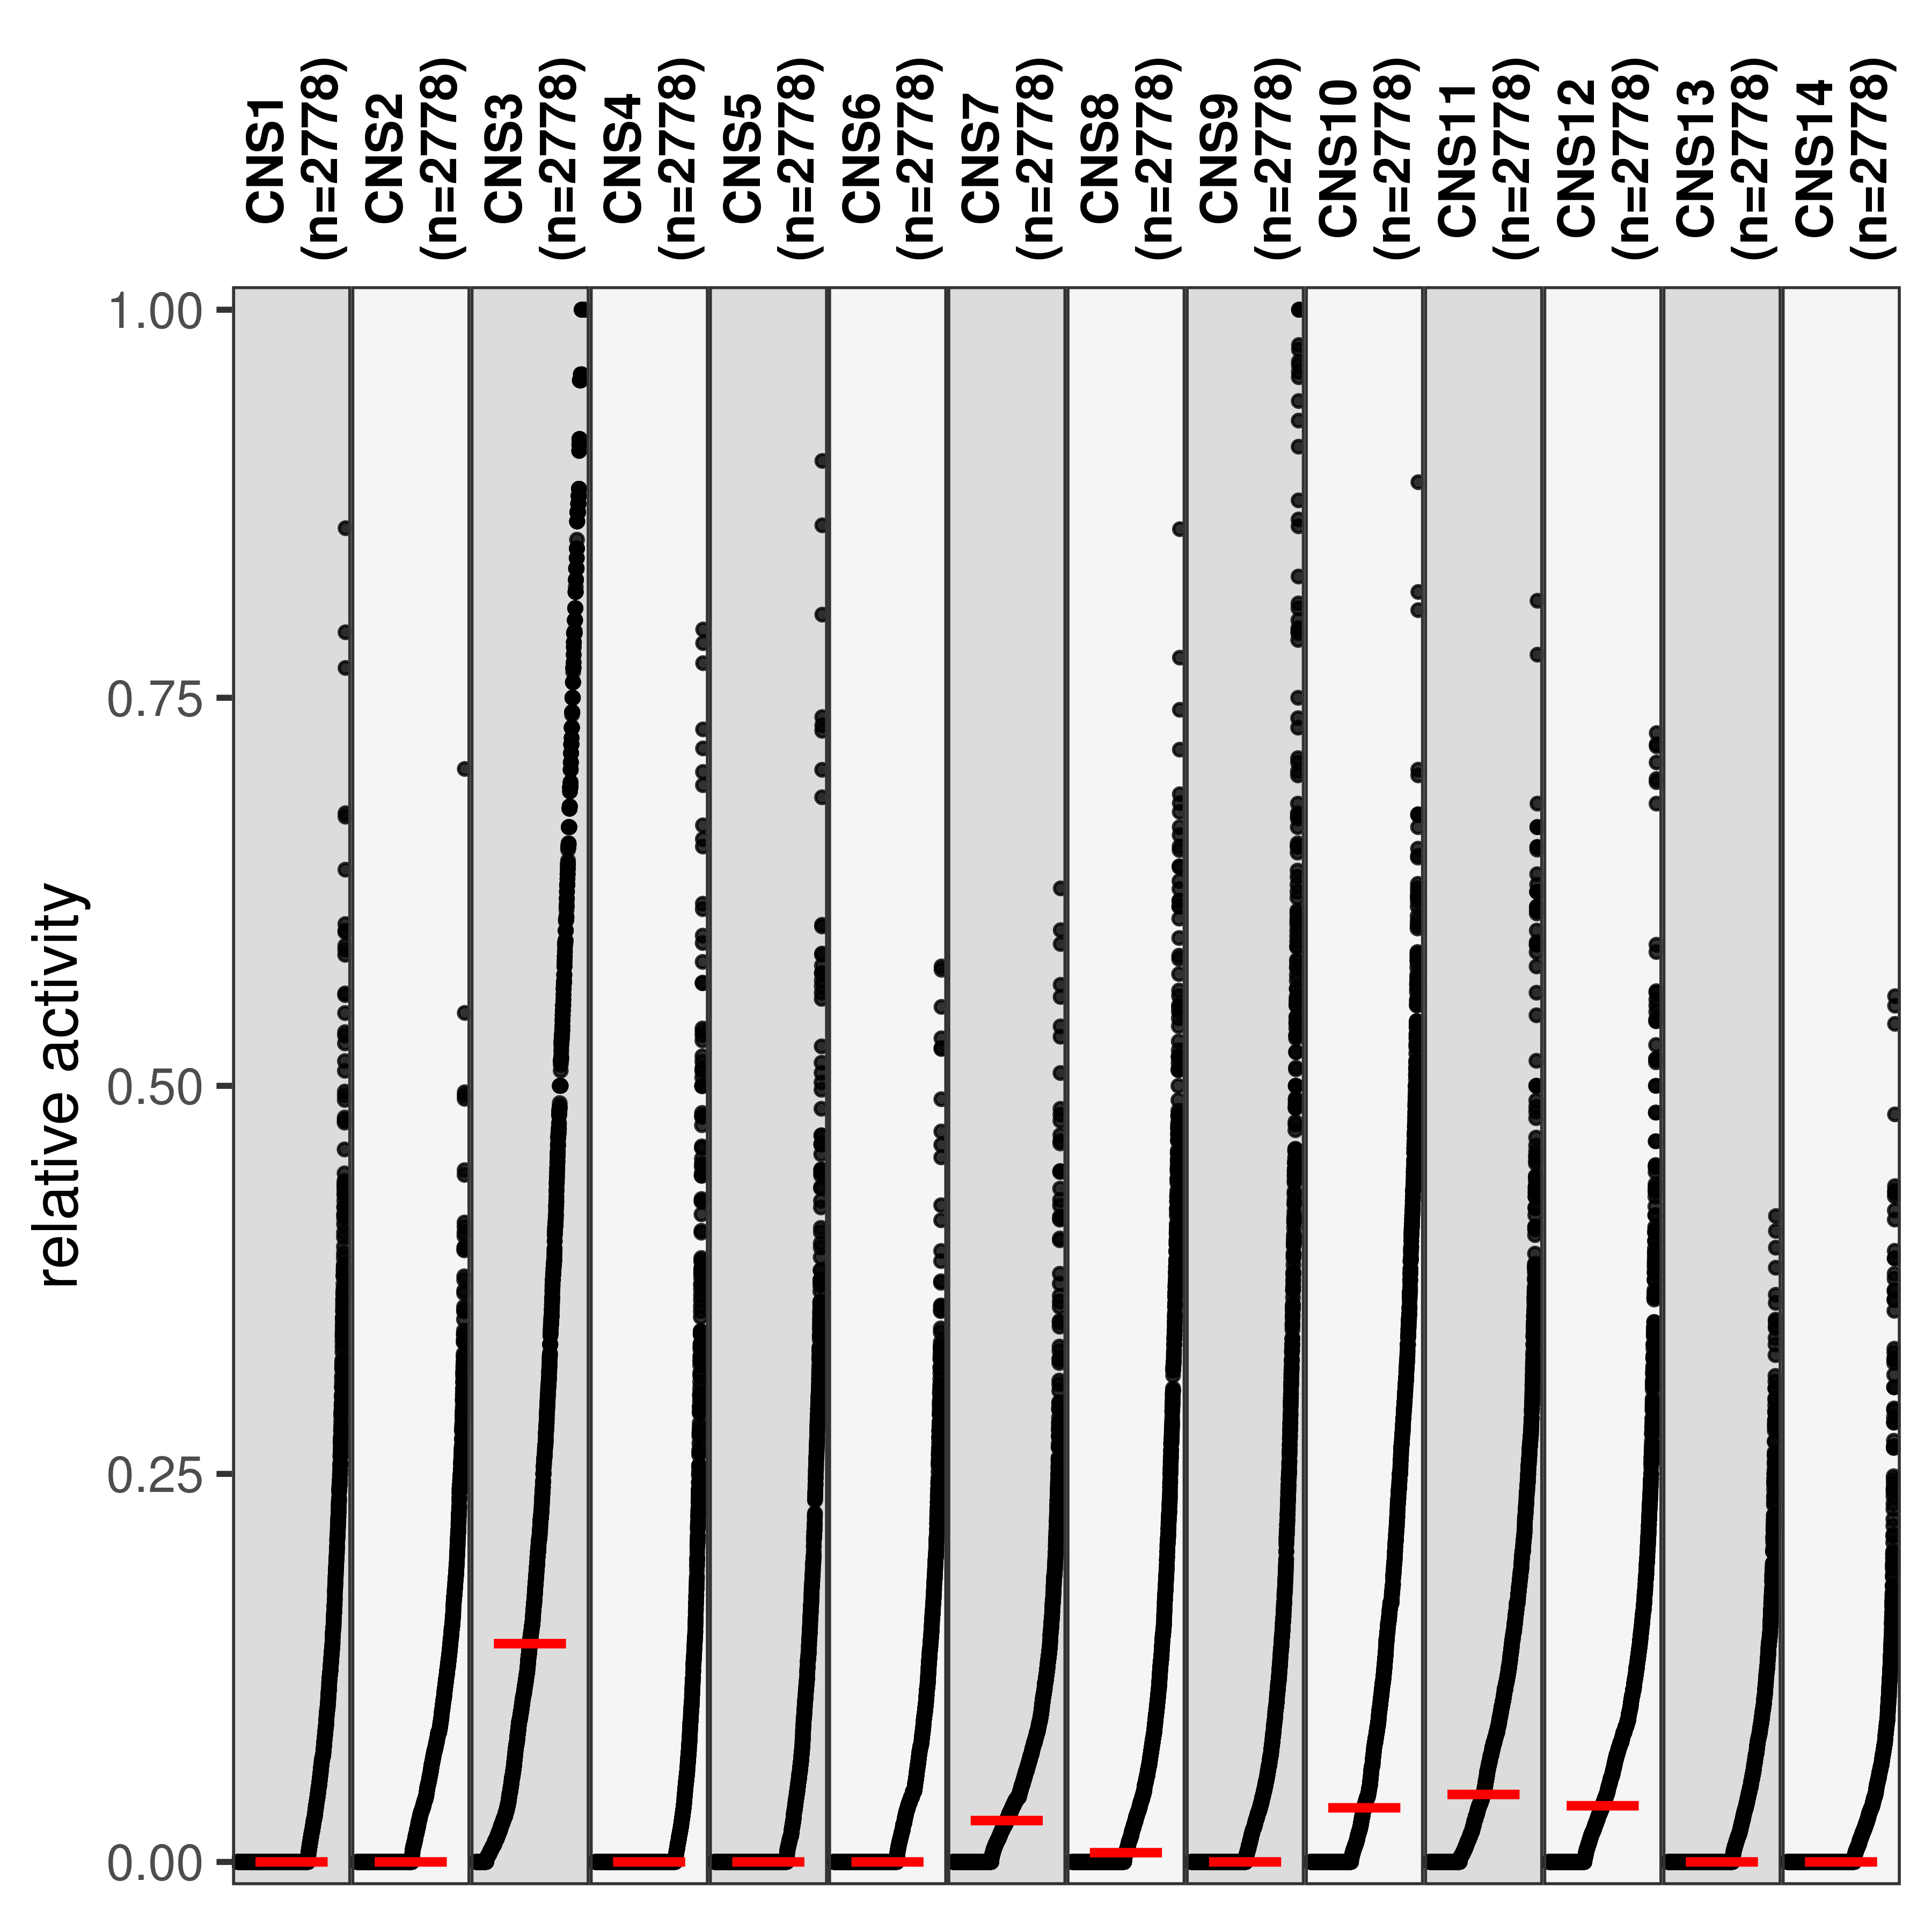 CNS1
(n=2778)
CNS2
(n=2778)
CNS3
(n=2778)
CNS4
(n=2778)
CNS5
(n=2778)
CNS6
(n=2778)
CNS7
(n=2778)
CNS8
(n=2778)
CNS9
(n=2778)
CNS10
(n=2778)
CNS11
(n=2778)
CNS12
(n=2778)
CNS13
(n=2778)
CNS14
(n=2778)
1.00
0.75
0.50
0.25
0.00
relative activity